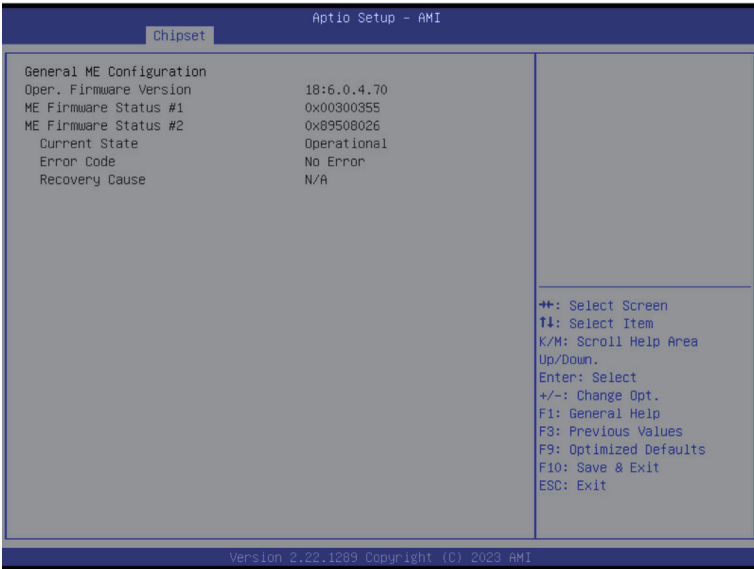 Aptio Setup – AMI
Chipset
General ME Configuration
Oper. Firmware Version 18:6.0.4.70
ME Firmware Status #1 0x00300355
ME Firmware Status #2 0x89508026
Current State Operational
Error Code No Error
Recovery Cause N/A
→←: Select Screen
↑↓: Select Item
K/M: Scroll Help Area
Up/Down.
Enter: Select
+/-: Change Opt.
F1: General Help
F3: Previous Values
F9: Optimized Defaults
F10: Save & Exit
ESC: Exit
Version 2.22.1289 Copyright (C) 2023 AMI